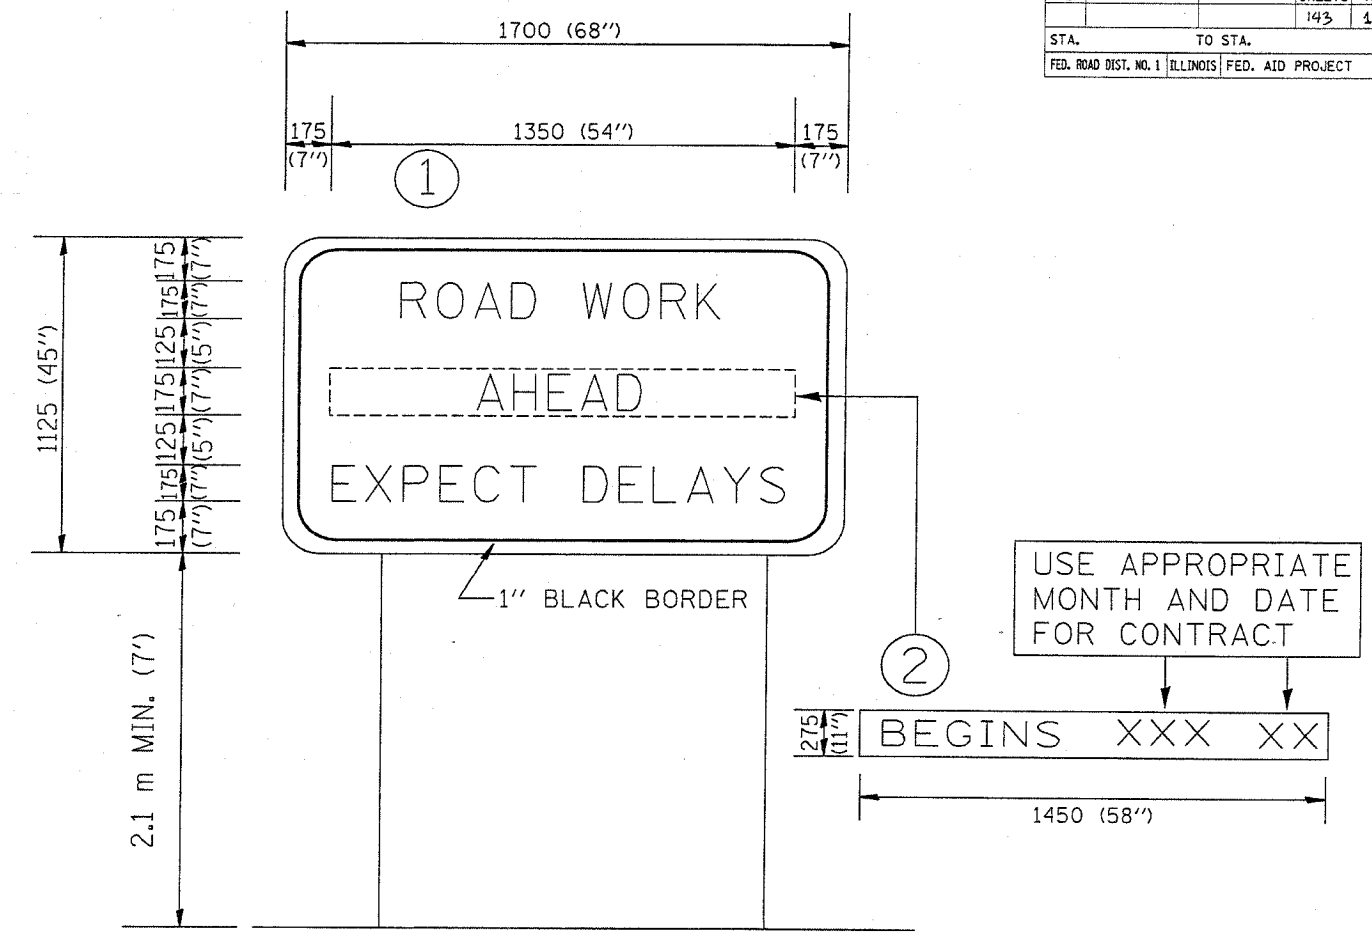 143
STA. TO STA.
FED. ROAD DIST. NO. 1 ILLINOIS FED. AID PROJECT
1700 (68'')
175 1350 (54'') 175
(7'') (7'')
1
1125 (45'')
175 (7'')
175 (7'')
125 (5'')
175 (7'')
125 (5'')
175 (7'')
175 (7'')
ROAD WORK
AHEAD
EXPECT DELAYS
1'' BLACK BORDER
2.1 m MIN. (7')
USE APPROPRIATE
MONTH AND DATE
FOR CONTRACT
2
275 (11'')
BEGINS XXX XX
1450 (58'')